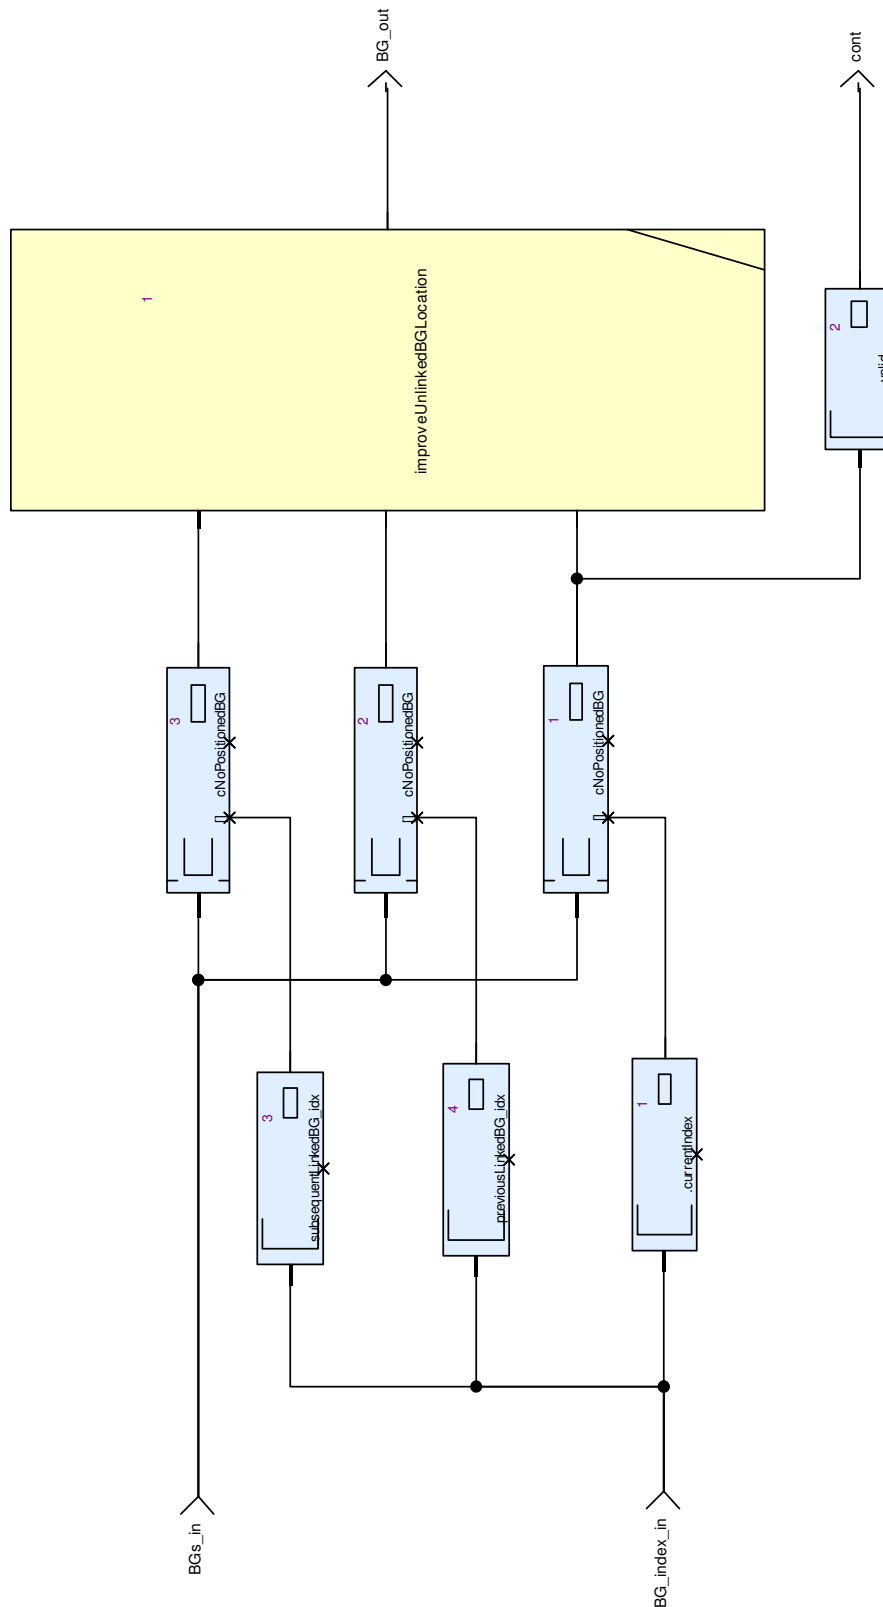 BG_out
cont
1
improveUnlinkedBGLocation
2
3
cNoPositionedBG
2
cNoPositionedBG
1
cNoPositionedBG
3
subsequentLinkedBG_idx
4
previousLinkedBG_idx
1
.currentIndex
BGs_in
BG_index_in